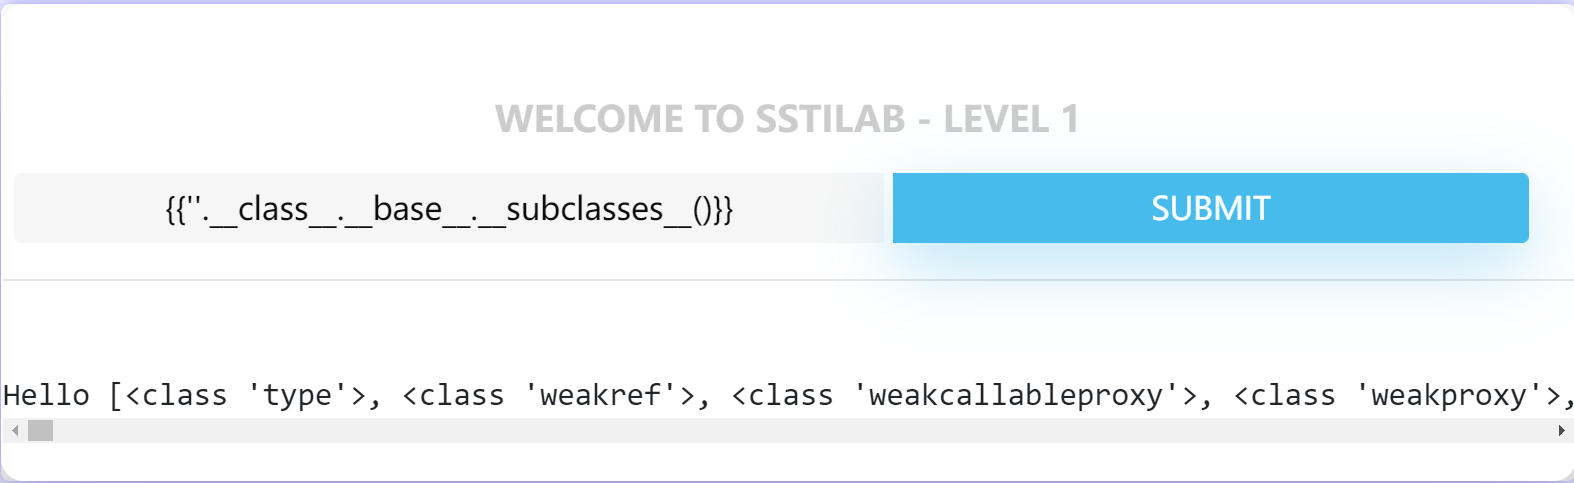 WELCOME TO SSTILAB - LEVEL 1
{{''.__class__.__base__.__subclasses__()}}
SUBMIT
Hello [<class 'type'>, <class 'weakref'>, <class 'weakcallableproxy'>, <class 'weakproxy'>,